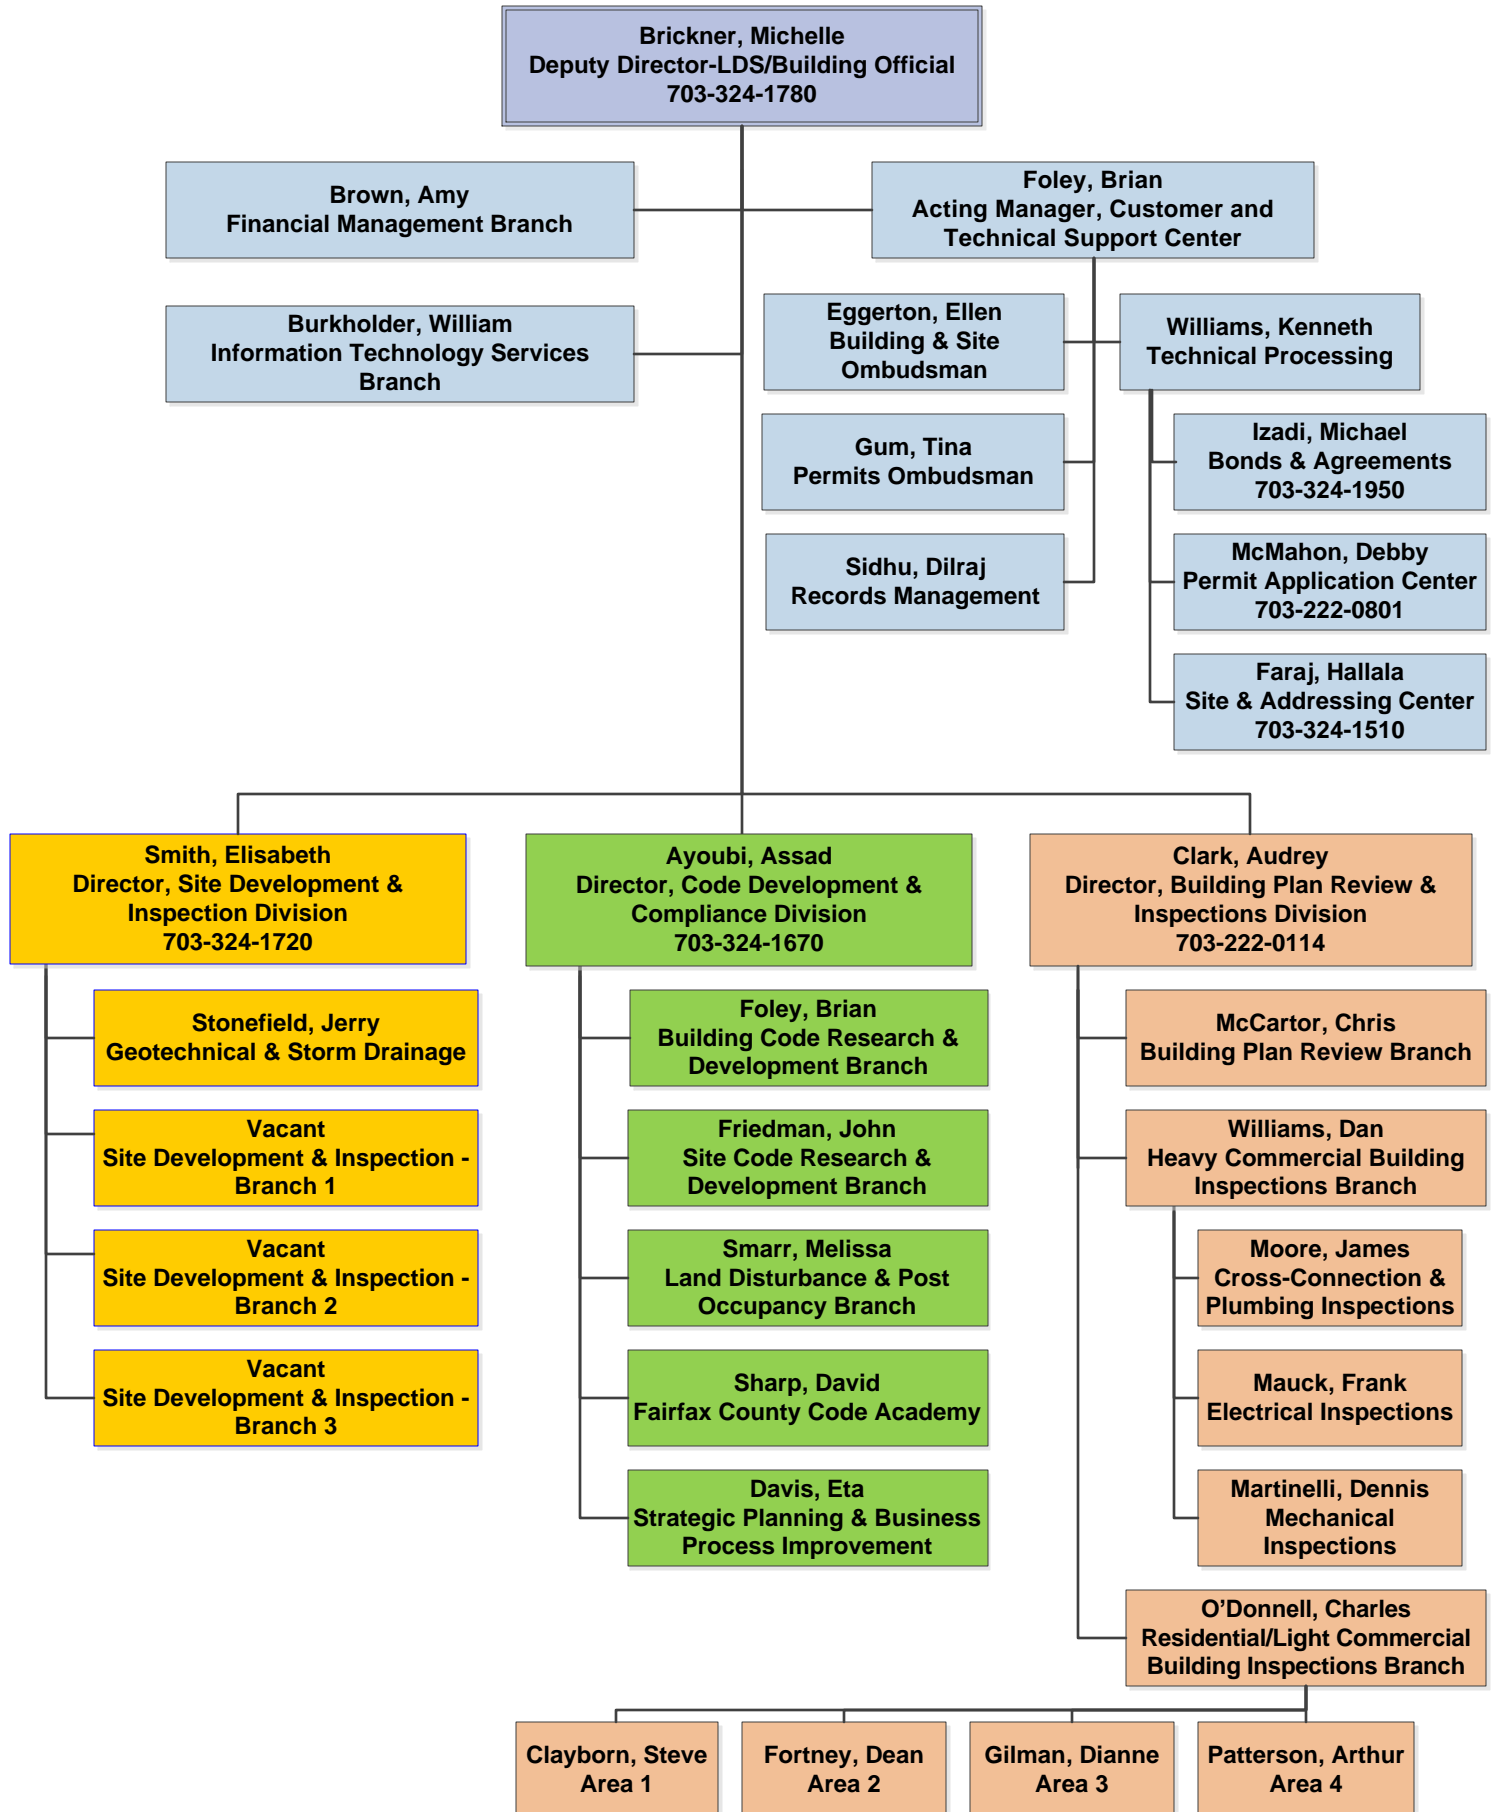 Brickner, Michelle
Deputy Director-LDS/Building Official
703-324-1780
Brown, Amy
Financial Management Branch
Foley, Brian
Acting Manager, Customer and
Technical Support Center
Burkholder, William
Information Technology Services
Branch
Eggerton, Ellen
Building & Site
Ombudsman
Williams, Kenneth
Technical Processing
Gum, Tina
Permits Ombudsman
Izadi, Michael
Bonds & Agreements
703-324-1950
Sidhu, Dilraj
Records Management
McMahon, Debby
Permit Application Center
703-222-0801
Faraj, Hallala
Site & Addressing Center
703-324-1510
Smith, Elisabeth
Director, Site Development &
Inspection Division
703-324-1720
Stonefield, Jerry
Geotechnical & Storm Drainage
Vacant
Site Development & Inspection -
Branch 1
Vacant
Site Development & Inspection -
Branch 2
Vacant
Site Development & Inspection -
Branch 3
Ayoubi, Assad
Director, Code Development &
Compliance Division
703-324-1670
Foley, Brian
Building Code Research &
Development Branch
Friedman, John
Site Code Research &
Development Branch
Smarr, Melissa
Land Disturbance & Post
Occupancy Branch
Sharp, David
Fairfax County Code Academy
Davis, Eta
Strategic Planning & Business
Process Improvement
Clark, Audrey
Director, Building Plan Review &
Inspections Division
703-222-0114
McCartor, Chris
Building Plan Review Branch
Williams, Dan
Heavy Commercial Building
Inspections Branch
Moore, James
Cross-Connection &
Plumbing Inspections
Mauck, Frank
Electrical Inspections
Martinelli, Dennis
Mechanical
Inspections
O’Donnell, Charles
Residential/Light Commercial
Building Inspections Branch
Clayborn, Steve
Area 1
Fortney, Dean
Area 2
Gilman, Dianne
Area 3
Patterson, Arthur
Area 4